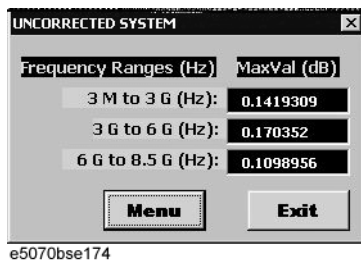 UNCORRECTED SYSTEM
Frequency Ranges (Hz) MaxVal (dB)
3 M to 3 G (Hz): 0.1419309
3 G to 6 G (Hz): 0.170352
6 G to 8.5 G (Hz): 0.1098956
Menu Exit
e5070bse174